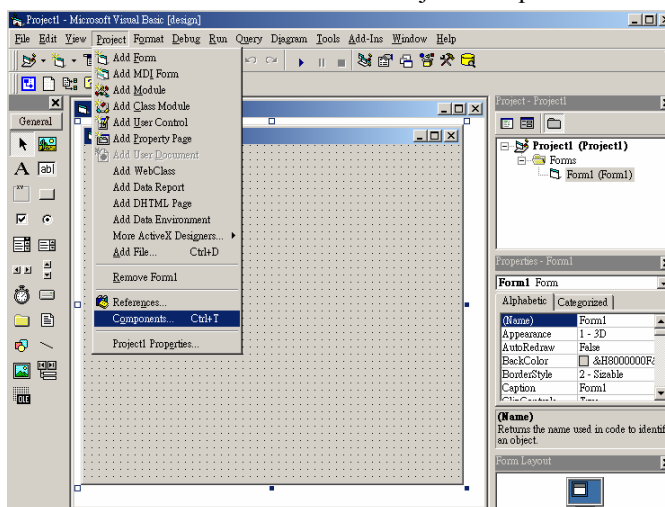 Project1 - Microsoft Visual Basic [design]
File Edit View Project Format Debug Run Query Diagram Tools Add-Ins Window Help
Add Form
Add MDI Form
Add Module
Add Class Module
Add User Control
Add Property Page
Add User Document
Add WebClass
Add Data Report
Add DHTML Page
Add Data Environment
More ActiveX Designers...
Add File... Ctrl+D
Remove Form1
References...
Components... Ctrl+T
Project1 Properties...
General
A ab
OLE
Project - Project1
Project1 (Project1)
Forms
Form1 (Form1)
Properties - Form1
Form1 Form
Alphabetic Categorized
(Name) Form1
Appearance 1 - 3D
AutoRedraw False
BackColor &H8000000F&
BorderStyle 2 - Sizable
Caption Form1
(Name)
Returns the name used in code to identif
an object.
Form Layout